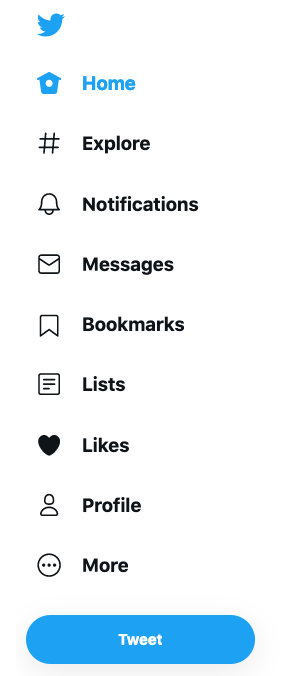 Home
Explore
Notifications
Messages
Bookmarks
Lists
Likes
Profile
More
Tweet